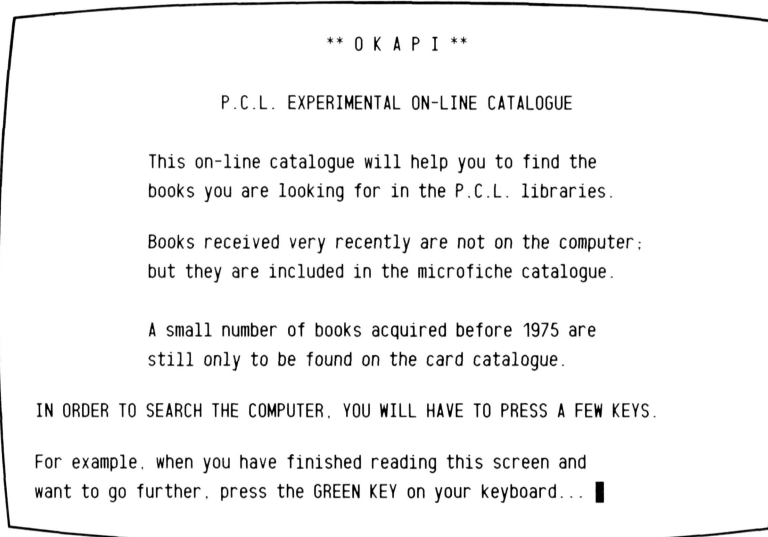 ** O K A P I **
P.C.L. EXPERIMENTAL ON-LINE CATALOGUE
This on-line catalogue will help you to find the
books you are looking for in the P.C.L. libraries.
Books received very recently are not on the computer;
but they are included in the microfiche catalogue.
A small number of books acquired before 1975 are
still only to be found on the card catalogue.
IN ORDER TO SEARCH THE COMPUTER, YOU WILL HAVE TO PRESS A FEW KEYS.
For example, when you have finished reading this screen and
want to go further, press the GREEN KEY on your keyboard...